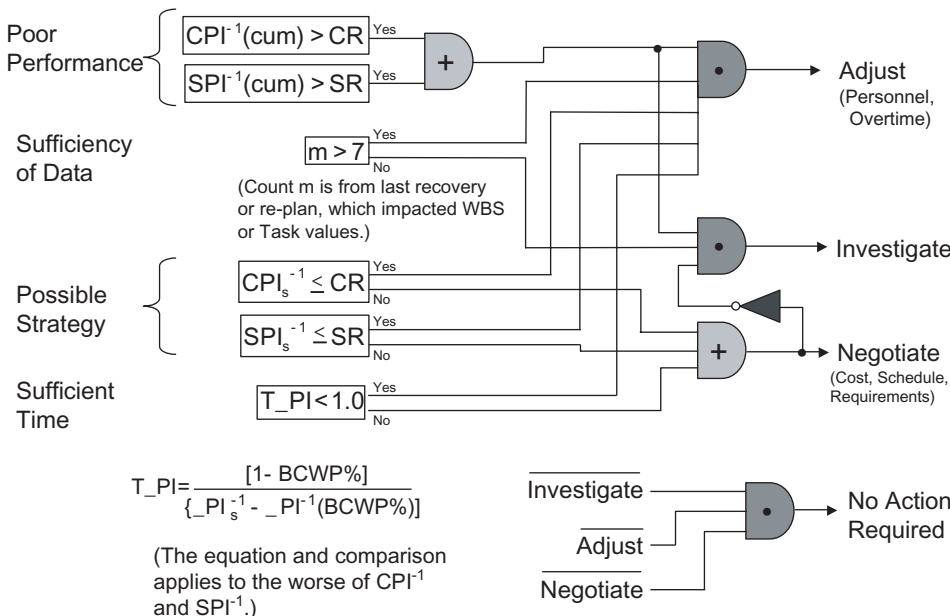 Poor
Performance
CPI⁻¹(cum) > CR
Yes
SPI⁻¹(cum) > SR
Yes
+
•
Adjust
(Personnel,
Overtime)
Sufficiency
of Data
m > 7
Yes
No
(Count m is from last recovery
or re-plan, which impacted WBS
or Task values.)
•
Investigate
Possible
Strategy
CPIₛ⁻¹ ≤ CR
Yes
No
SPIₛ⁻¹ ≤ SR
Yes
No
+
Negotiate
(Cost, Schedule,
Requirements)
Sufficient
Time
T_PI < 1.0
Yes
No
T_PI = [1- BCWP%] / {_PIₛ⁻¹ - _PI⁻¹(BCWP%)]
(The equation and comparison
applies to the worse of CPI⁻¹
and SPI⁻¹.)
Investigate
Adjust
Negotiate
•
No Action
Required